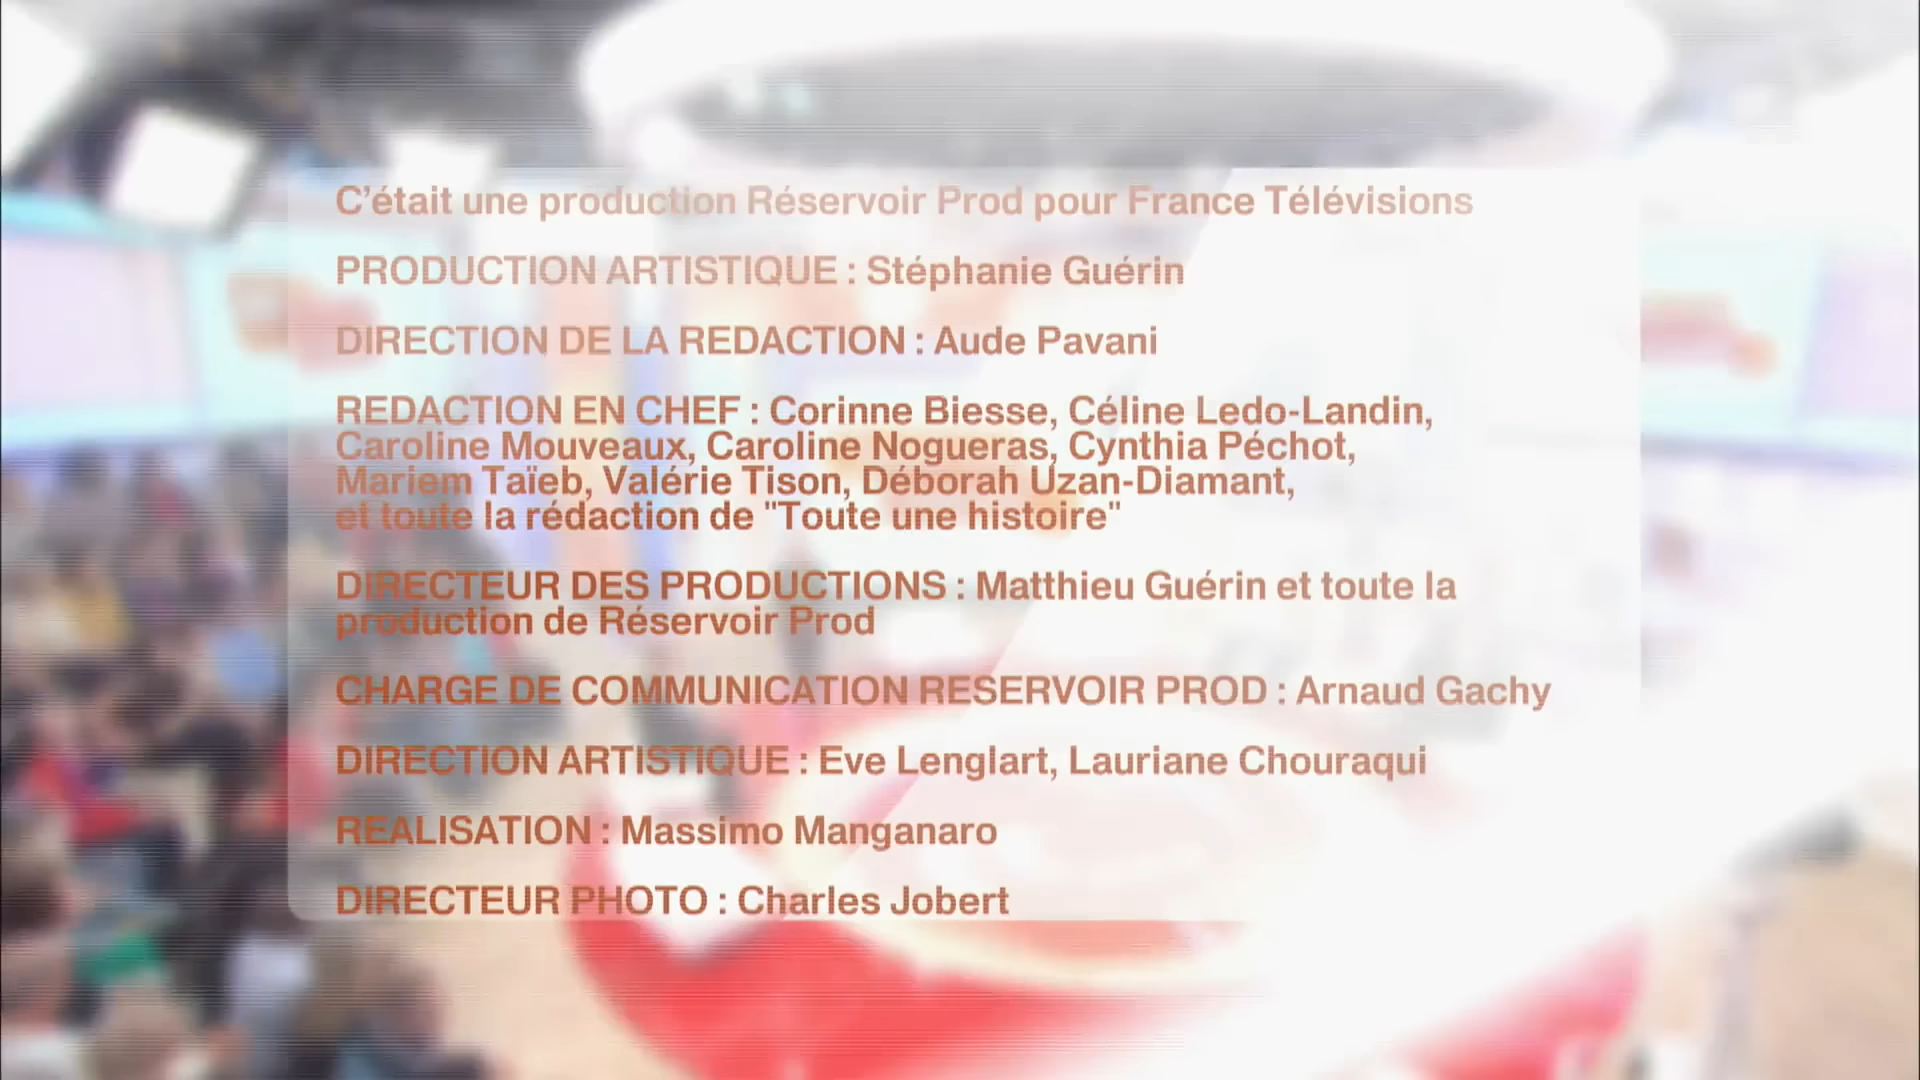 C'était une production Réservoir Prod pour France Télévisions
PRODUCTION ARTISTIQUE : Stéphanie Guérin
DIRECTION DE LA REDACTION : Aude Pavani
REDACTION EN CHEF : Corinne Biesse, Céline Ledo-Landin,
Caroline Mouveaux, Caroline Nogueras, Cynthia Péchot,
Mariem Taïeb, Valérie Tison, Déborah Uzan-Diamant,
et toute la rédaction de "Toute une histoire"
DIRECTEUR DES PRODUCTIONS : Matthieu Guérin et toute la
production de Réservoir Prod
CHARGE DE COMMUNICATION RESERVOIR PROD : Arnaud Gachy
DIRECTION ARTISTIQUE : Eve Lenglart, Lauriane Chouraqui
REALISATION : Massimo Manganaro
DIRECTEUR PHOTO : Charles Jobert